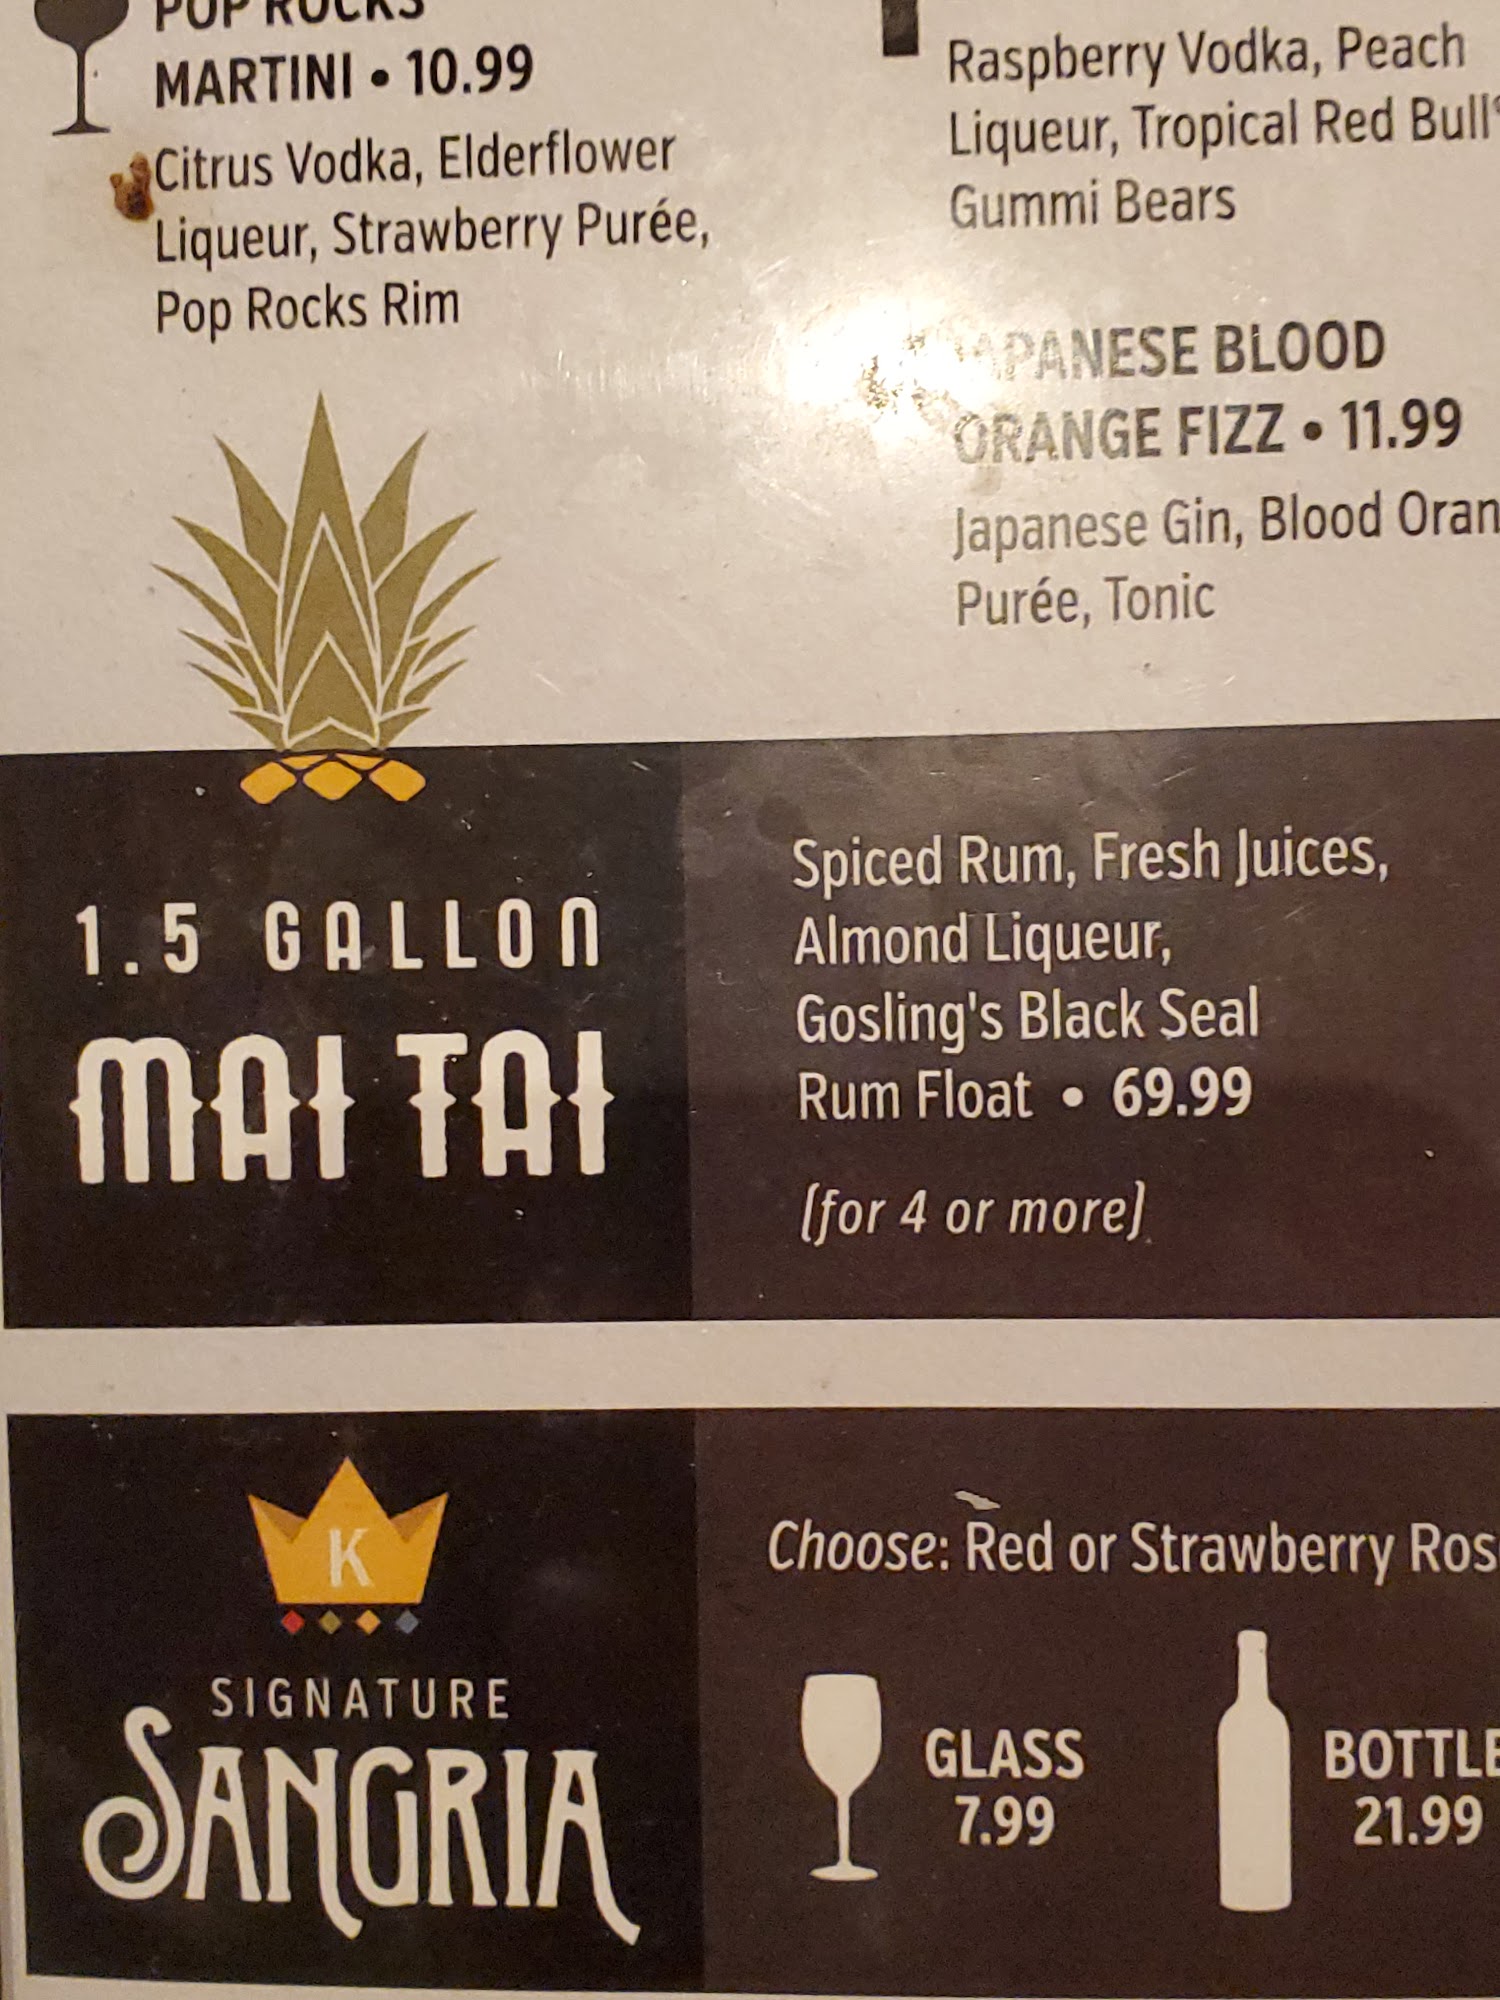 POP ROCKS
MARTINI • 10.99
Citrus Vodka, Elderflower
Liqueur, Strawberry Purée,
Pop Rocks Rim
Raspberry Vodka, Peach
Liqueur, Tropical Red Bull®
Gummi Bears
JAPANESE BLOOD
ORANGE FIZZ • 11.99
Japanese Gin, Blood Oran
Purée, Tonic
1.5 GALLON
MAI TAI
Spiced Rum, Fresh Juices,
Almond Liqueur,
Gosling's Black Seal
Rum Float • 69.99
(for 4 or more)
K
SIGNATURE
SANGRIA
Choose: Red or Strawberry Ros
GLASS
7.99
BOTTLE
21.99